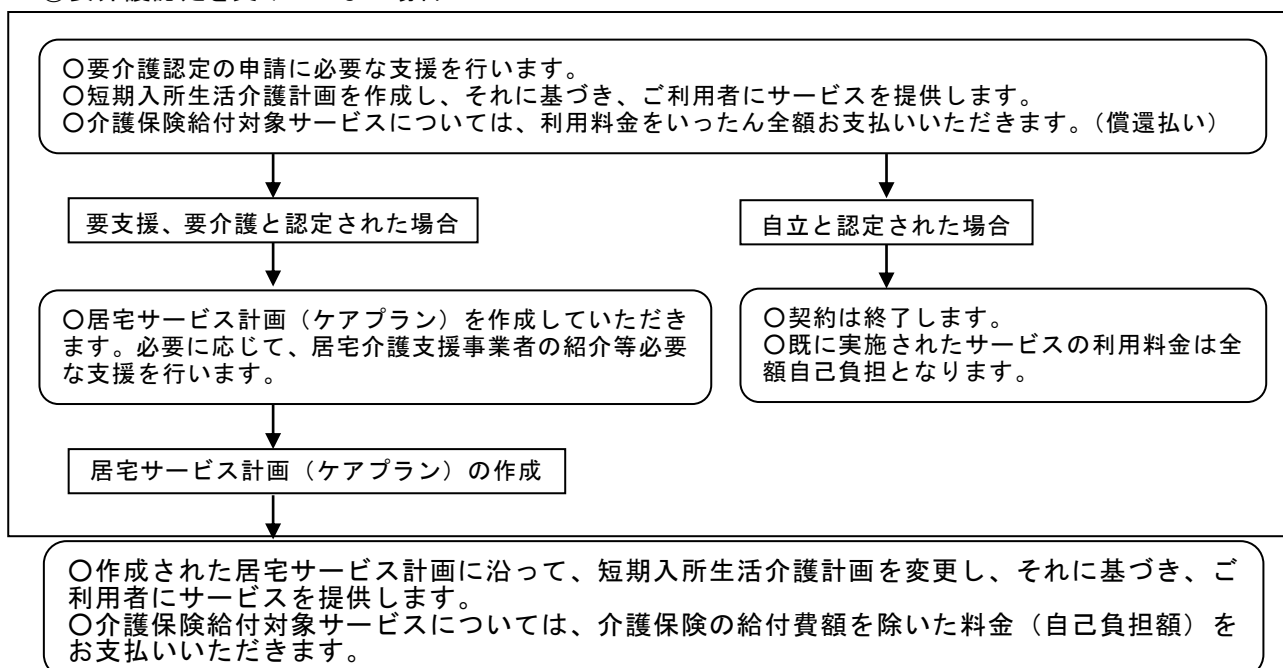 〇要介護認定の申請に必要な支援を行います。
〇短期入所生活介護計画を作成し、それに基づき、ご利用者にサービスを提供します。
〇介護保険給付対象サービスについては、利用料金をいったん全額お支払いいただきます。（償還払い）
要支援、要介護と認定された場合
自立と認定された場合
〇居宅サービス計画（ケアプラン）を作成していただき
ます。必要に応じて、居宅介護支援事業者の紹介等必要
な支援を行います。
〇契約は終了します。
〇既に実施されたサービスの利用料金は全
額自己負担となります。
居宅サービス計画（ケアプラン）の作成
〇作成された居宅サービス計画に沿って、短期入所生活介護計画を変更し、それに基づき、ご
利用者にサービスを提供します。
〇介護保険給付対象サービスについては、介護保険の給付費額を除いた料金（自己負担額）を
お支払いいただきます。